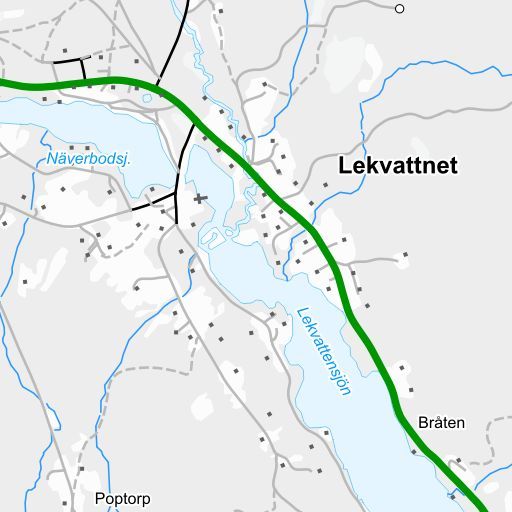 Näverbodsj.
Lekvattnet
Lekvattensjön
Bråten
Poptorp